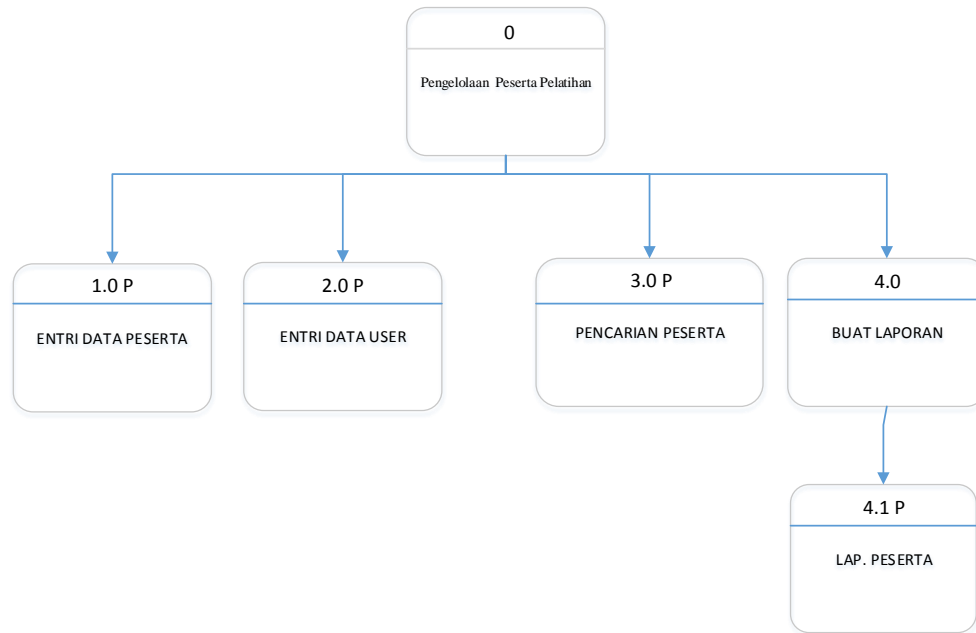 0
Pengelolaan Peserta Pelatihan
1.0 P
ENTRI DATA PESERTA
2.0 P
ENTRI DATA USER
3.0 P
PENCARIAN PESERTA
4.0
BUAT LAPORAN
4.1 P
LAP. PESERTA